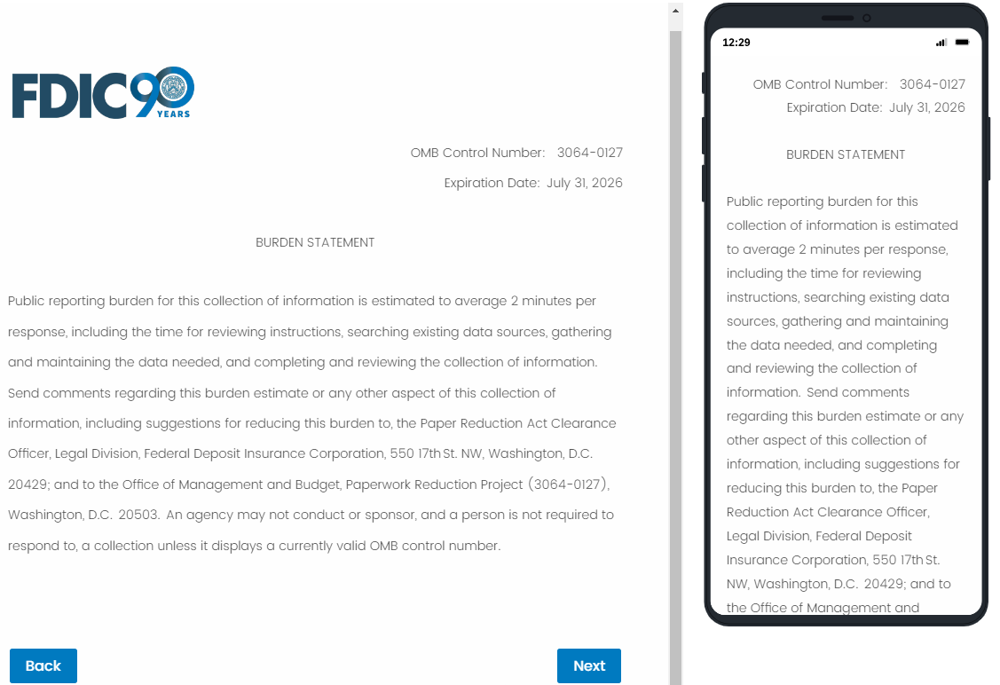 FDIC90
YEARS
OMB Control Number: 3064-0127
Expiration Date: July 31, 2026
BURDEN STATEMENT
Public reporting burden for this collection of information is estimated to average 2 minutes per
response, including the time for reviewing instructions, searching existing data sources, gathering
and maintaining the data needed, and completing and reviewing the collection of information.
Send comments regarding this burden estimate or any other aspect of this collection of
information, including suggestions for reducing this burden to, the Paper Reduction Act Clearance
Officer, Legal Division, Federal Deposit Insurance Corporation, 550 17th St. NW, Washington, D.C.
20429; and to the Office of Management and Budget, Paperwork Reduction Project (3064-0127),
Washington, D.C. 20503. An agency may not conduct or sponsor, and a person is not required to
respond to, a collection unless it displays a currently valid OMB control number.
Back
Next
12:29
OMB Control Number: 3064-0127
Expiration Date: July 31, 2026
BURDEN STATEMENT
Public reporting burden for this
collection of information is estimated
to average 2 minutes per response,
including the time for reviewing
instructions, searching existing data
sources, gathering and maintaining
the data needed, and completing
and reviewing the collection of
information. Send comments
regarding this burden estimate or any
other aspect of this collection of
information, including suggestions for
reducing this burden to, the Paper
Reduction Act Clearance Officer,
Legal Division, Federal Deposit
Insurance Corporation, 550 17th St.
NW, Washington, D.C. 20429; and to
the Office of Management and